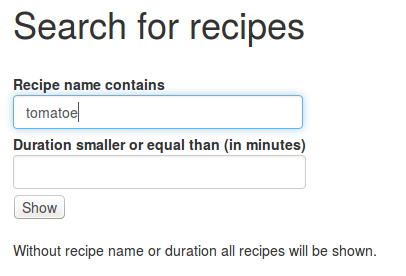 Search for recipes
Recipe name contains
tomatoe
Duration smaller or equal than (in minutes)
Show
Without recipe name or duration all recipes will be shown.